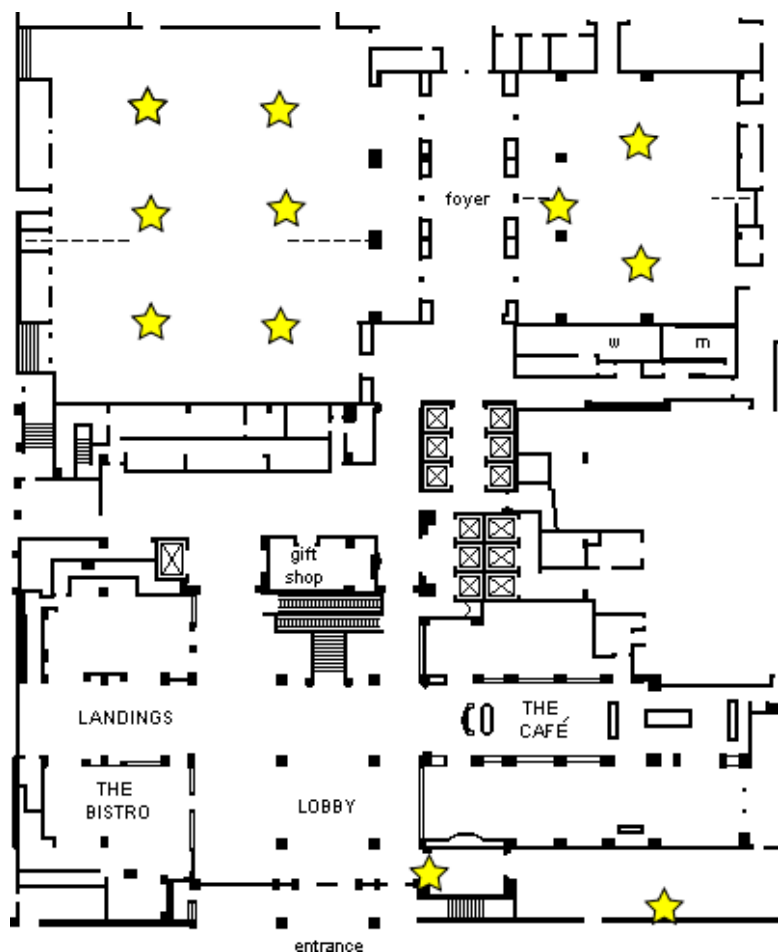 foyer
w
m
gift
shop
LANDINGS
THE
CAFÉ
THE
BISTRO
LOBBY
entrance